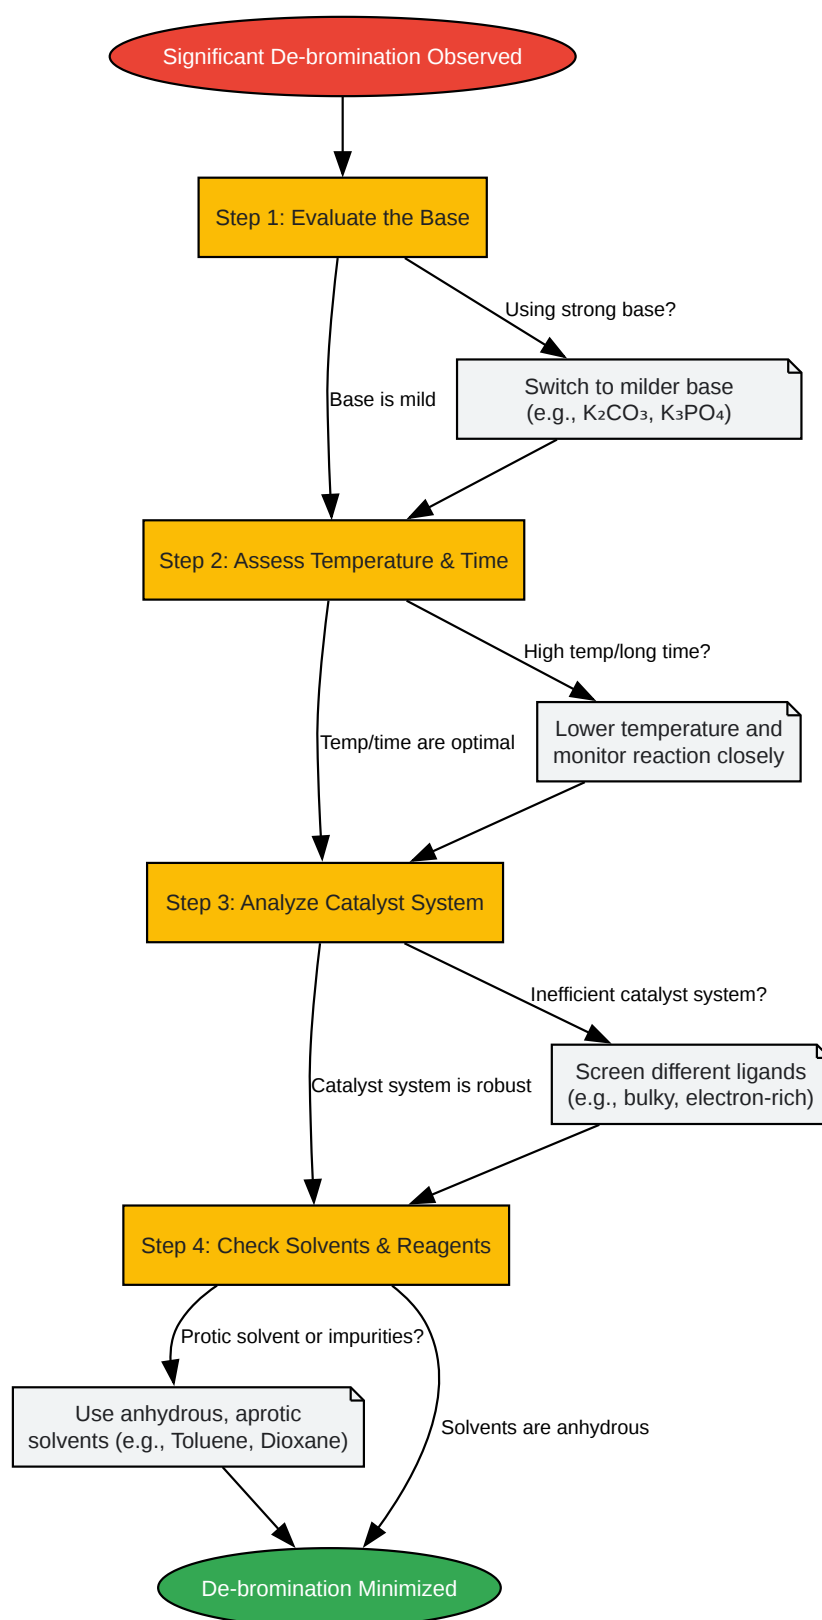 Significant De-bromination Observed
Step 1: Evaluate the Base
Using strong base?
Base is mild
Switch to milder base
(e.g., K₂CO₃, K₃PO₄)
Step 2: Assess Temperature & Time
High temp/long time?
Temp/time are optimal
Lower temperature and
monitor reaction closely
Step 3: Analyze Catalyst System
Inefficient catalyst system?
Catalyst system is robust
Screen different ligands
(e.g., bulky, electron-rich)
Step 4: Check Solvents & Reagents
Protic solvent or impurities?
Use anhydrous, aprotic
solvents (e.g., Toluene, Dioxane)
Solvents are anhydrous
De-bromination Minimized